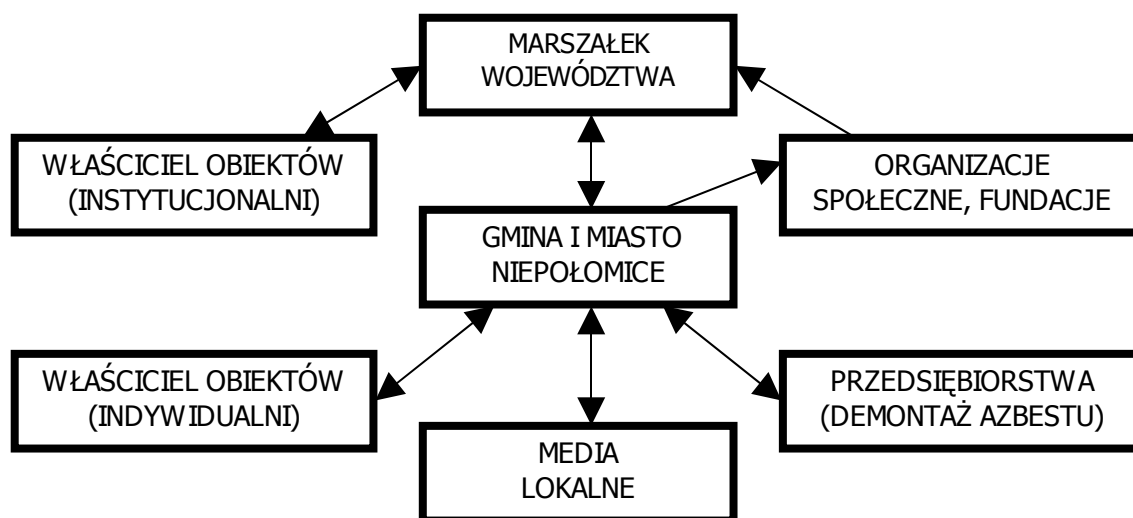 MARSZAŁEK
WOJEWÓDZTWA
WŁAŚCICIEL OBIEKTÓW
(INSTYTUCJONALNI)
ORGANIZACJE
SPOŁECZNE, FUNDACJE
GMINA I MIASTO
NIEPOŁOMICE
WŁAŚCICIEL OBIEKTÓW
(INDYWIDUALNI)
PRZEDSIĘBIORSTWA
(DEMONTAŻ AZBESTU)
MEDIA
LOKALNE